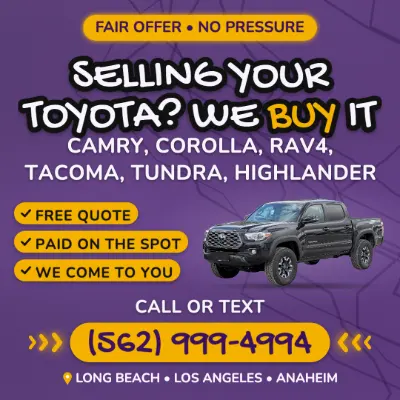 FAIR OFFER • NO PRESSURE
SELLING YOUR
TOYOTA? WE BUY IT
CAMRY, COROLLA, RAV4,
TACOMA, TUNDRA, HIGHLANDER
FREE QUOTE
PAID ON THE SPOT
WE COME TO YOU
CALL OR TEXT
(562) 999-4994
LONG BEACH • LOS ANGELES • ANAHEIM